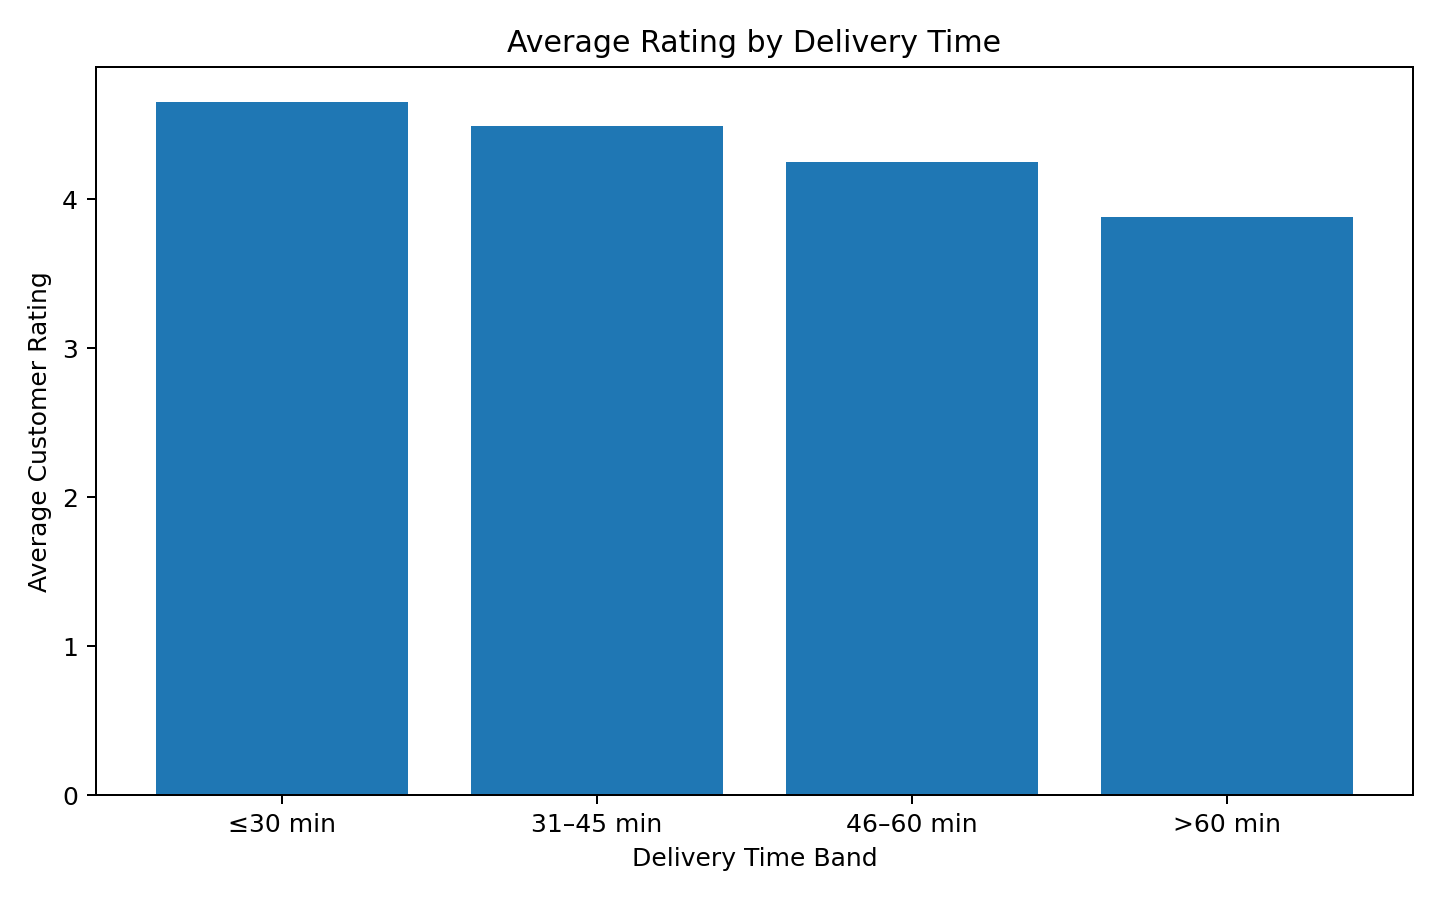 Average Rating by Delivery Time
Average Customer Rating
4
3
2
1
0
≤30 min
31–45 min
46–60 min
>60 min
Delivery Time Band